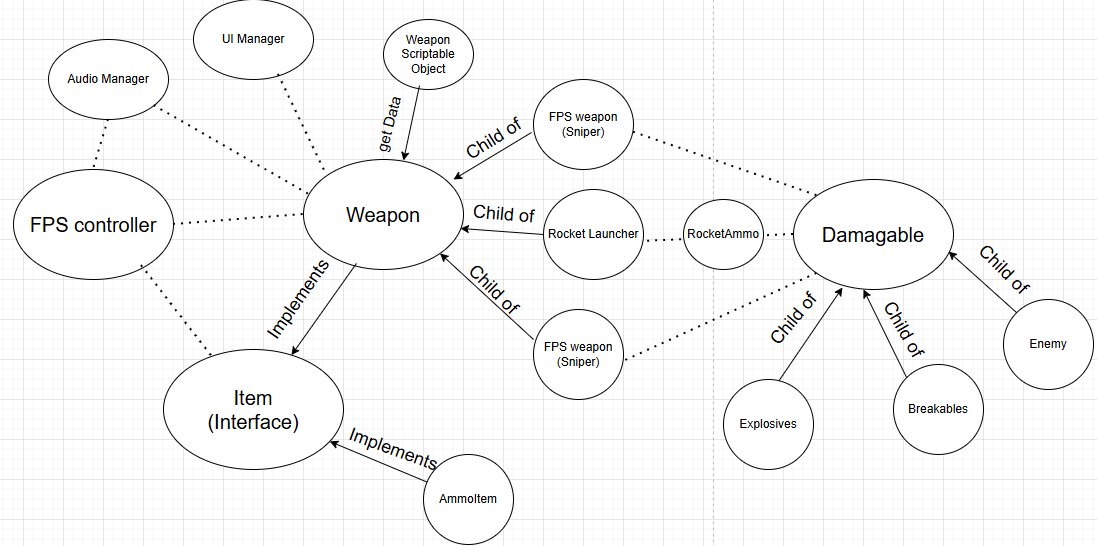 UI Manager
Weapon
Scriptable
Object
Audio Manager
get Data
FPS weapon
(Sniper)
Child of
FPS controller
Weapon
Child of
Rocket Launcher
RocketAmmo
Damagable
Child of
Implements
Child of
Child of
Child of
FPS weapon
(Sniper)
Enemy
Item
(Interface)
Explosives
Breakables
Implements
AmmoItem